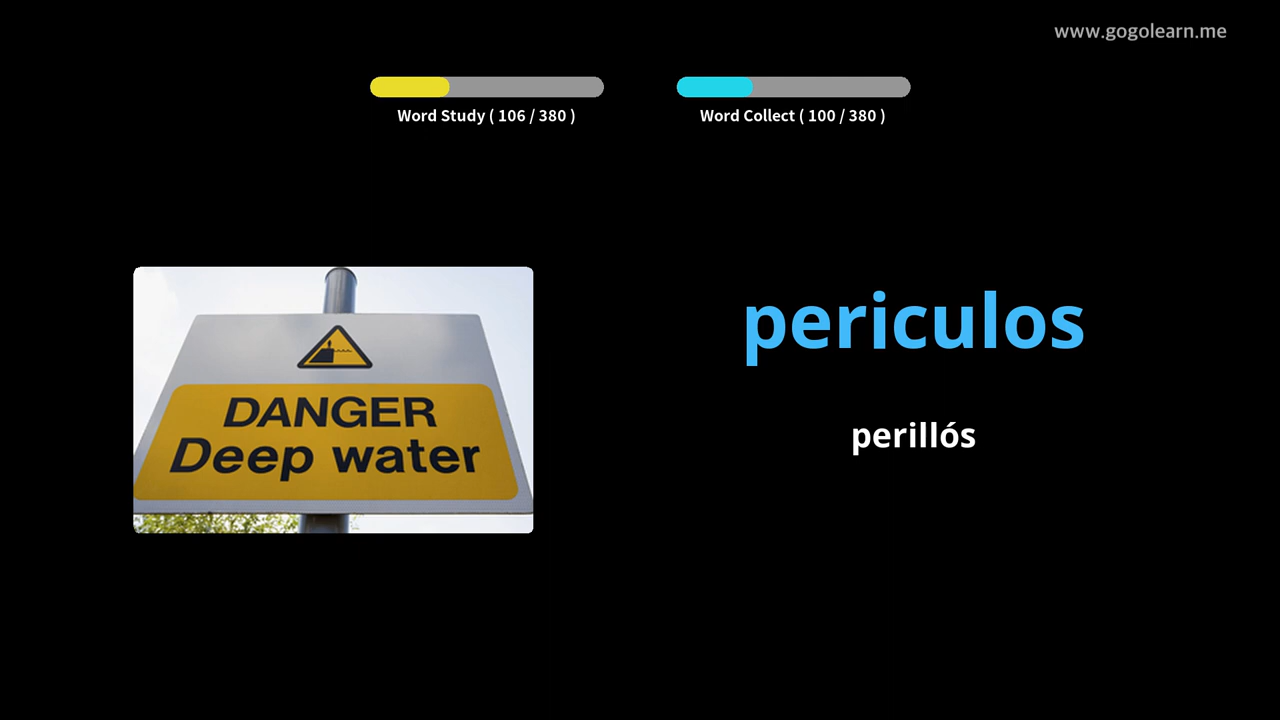 www.gogolearn.me
Word Study ( 106 / 380 )
Word Collect ( 100 / 380 )
DANGER
Deep water
periculos
perillós